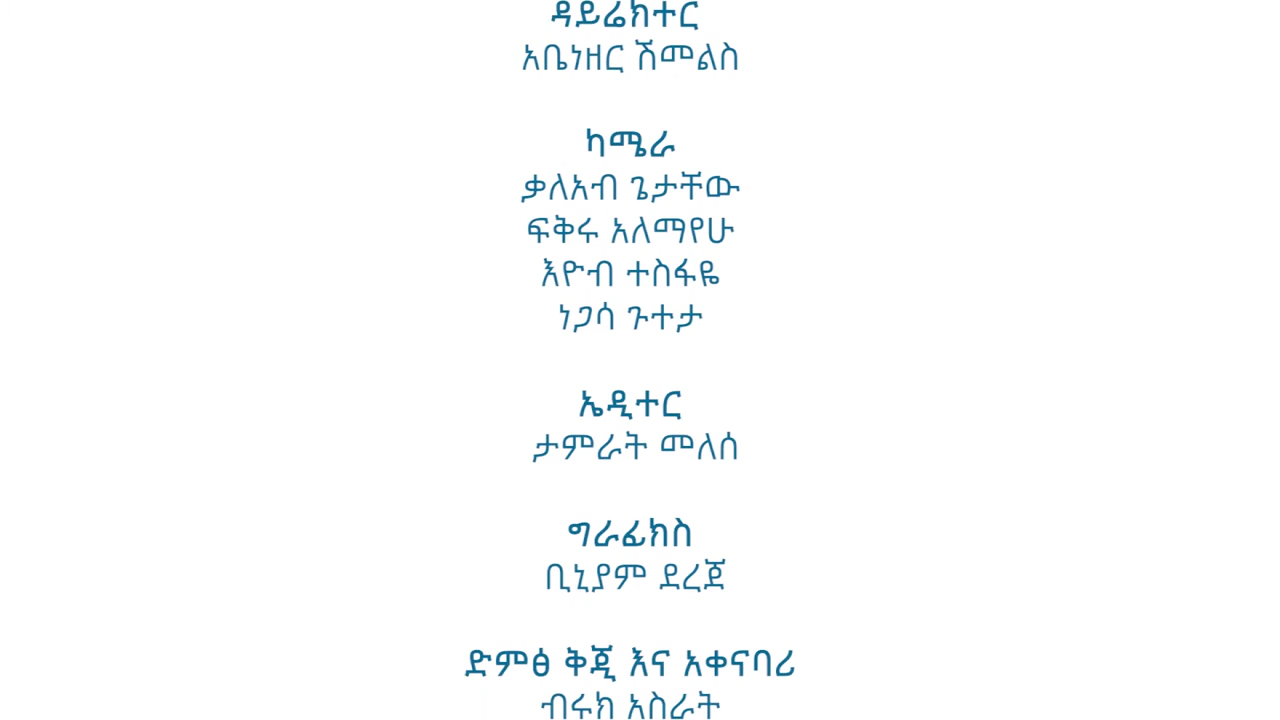 ዳይሬክተር
አቤነዘር ሽመልስ
ካሜራ
ቃለአብ ጌታቸው
ፍቅሩ አለማየሁ
እዮብ ተስፋዬ
ነጋሳ ጉተታ
ኤዲተር
ታምራት መለሰ
ግራፊክስ
ቢኒያም ደረጀ
ድምፅ ቅጂ እና አቀናባሪ
ብሩክ አስራት